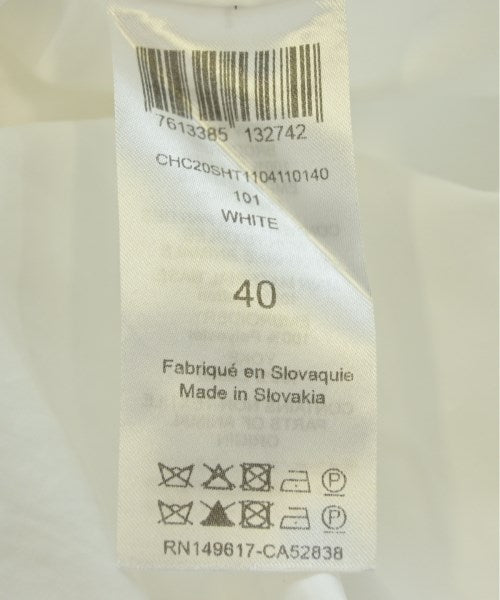 7613385 132742
CHC20SHT1104110140
101
WHITE
40
Fabriqué en Slovaquie
Made in Slovakia
RN149617-CA52838